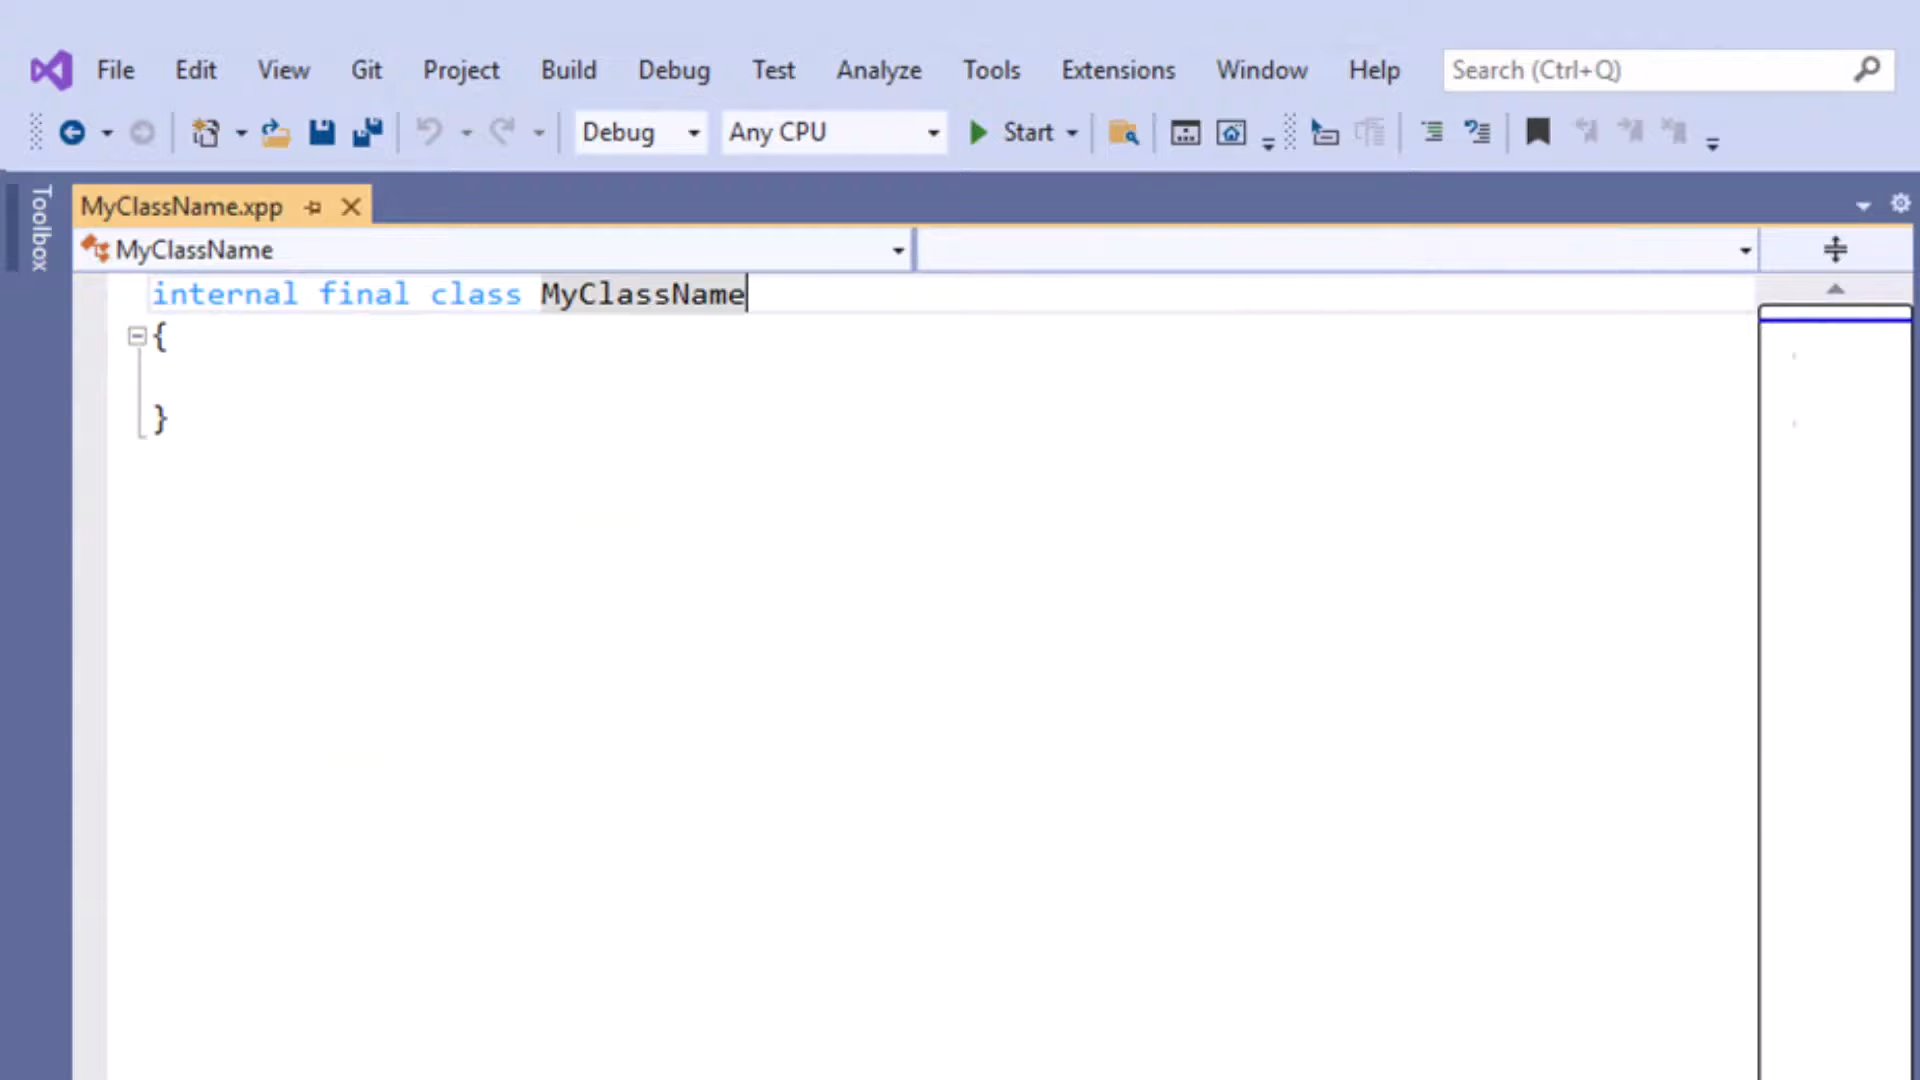 File Edit View Git Project Build Debug Test Analyze Tools Extensions Window Help Search (Ctrl+Q)
Debug Any CPU Start
Toolbox
MyClassName.xpp
MyClassName
internal final class MyClassName
{
}